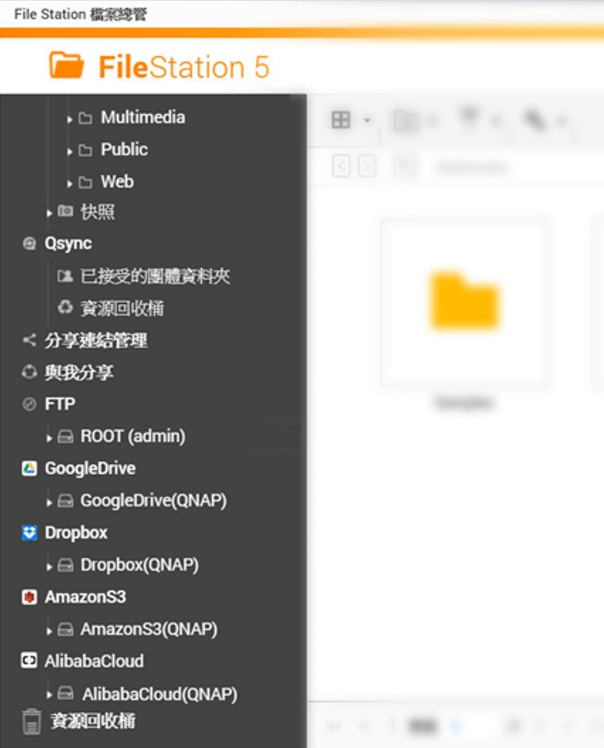 File Station 檔案總管
FileStation 5
Multimedia
Public
Web
快照
Qsync
已接受的團體資料夾
資源回收桶
分享連結管理
與我分享
FTP
ROOT (admin)
GoogleDrive
GoogleDrive(QNAP)
Dropbox
Dropbox(QNAP)
AmazonS3
AmazonS3(QNAP)
AlibabaCloud
AlibabaCloud(QNAP)
資源回收桶